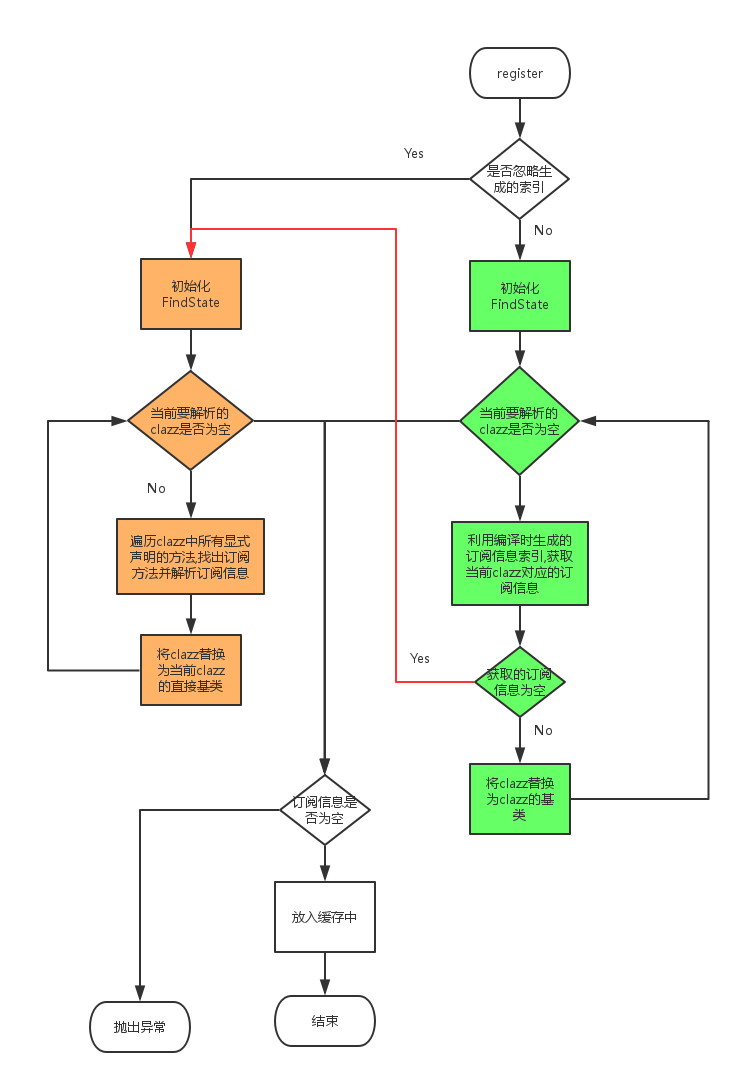 register
Yes
是否忽略生
成的索引
No
初始化
FindState
初始化
FindState
当前要解析的
clazz是否为空
当前要解析的
clazz是否为空
No
遍历clazz中所有显式
声明的方法,找出订阅
方法并解析订阅信息
利用编译时生成的
订阅信息索引,获取
当前clazz对应的订
阅信息
将clazz替换
为当前clazz
的直接基类
Yes
获取的订阅
信息为空
No
将clazz替换
为clazz的基
类
订阅信息是
否为空
放入缓存中
抛出异常
结束